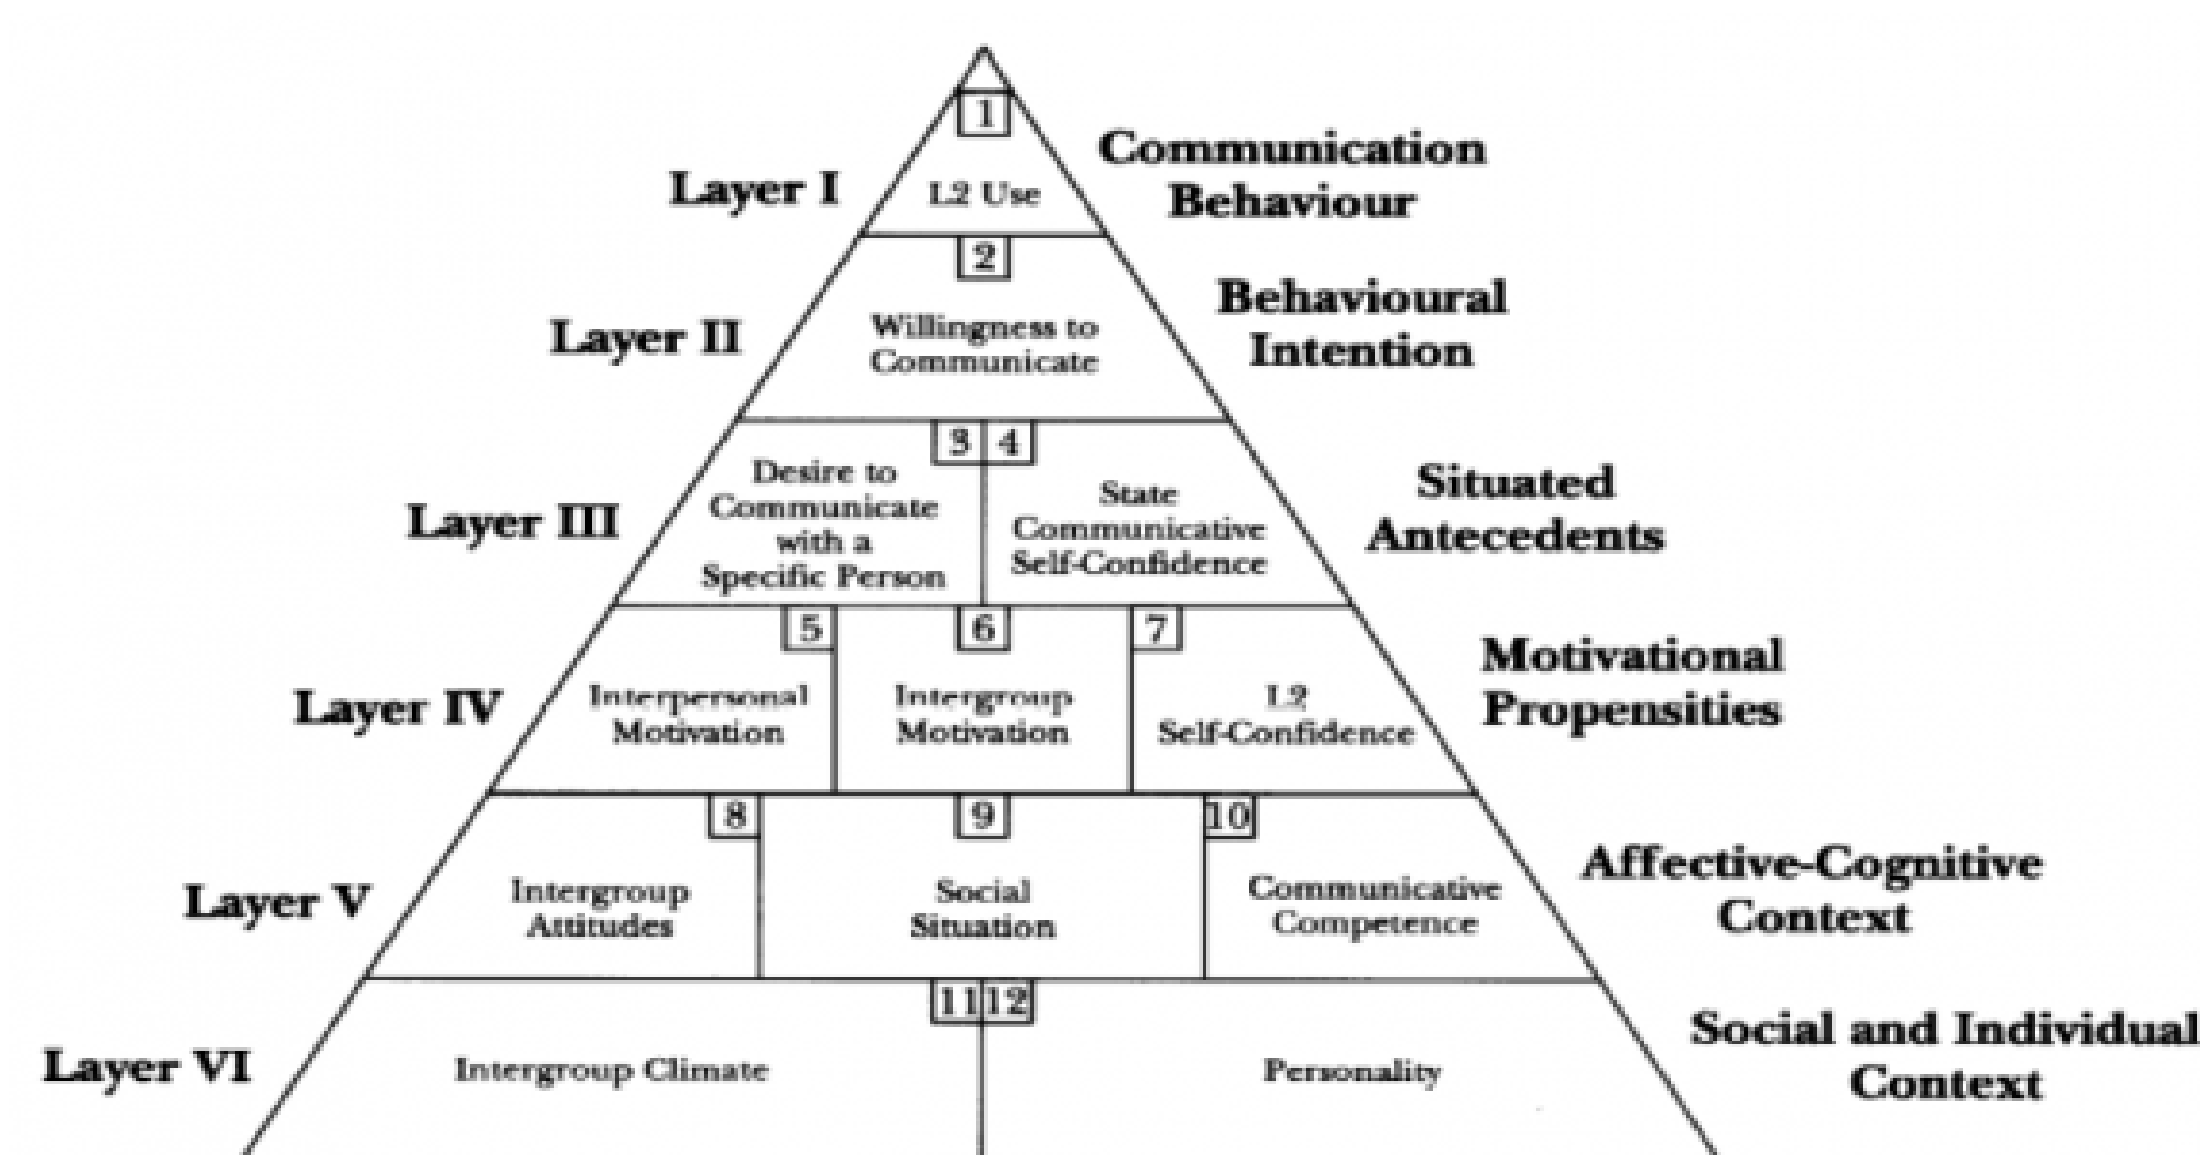 1
Communication
Behaviour
Layer I
L2 Use
2
Behavioural
Intention
Layer II
Willingness to
Communicate
3 4
Desire to
Communicate
with a
Specific Person
State
Communicative
Self-Confidence
Layer III
Situated
Antecedents
5 6 7
Layer IV
Interpersonal
Motivation
Intergroup
Motivation
L2
Self-Confidence
Motivational
Propensities
8 9 10
Layer V
Intergroup
Attitudes
Social
Situation
Communicative
Competence
Affective-Cognitive
Context
11 12
Layer VI
Intergroup Climate
Personality
Social and Individual
Context